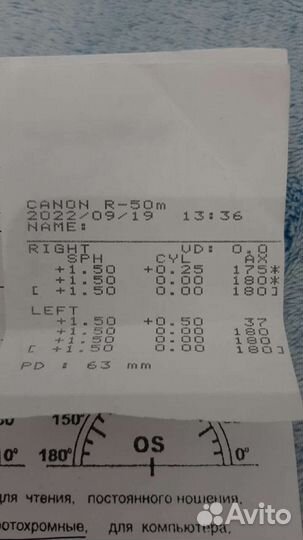 CANON R-50m
2022/09/19 13:36
NAME:
RIGHT VD: 0.0
SPH CYL AX
+1.50 +0.25 175*
+1.50 0.00 180*
[ +1.50 0.00 180]
LEFT
+1.50 +0.50 37
+1.50 0.00 180
+1.50 0.00 180
[ +1.50 0.00 180]
PD : 63 mm
150°
0° 180° OS 0°
для чтения, постоянного ношения,
фотохромные, для компьютера,
Avito